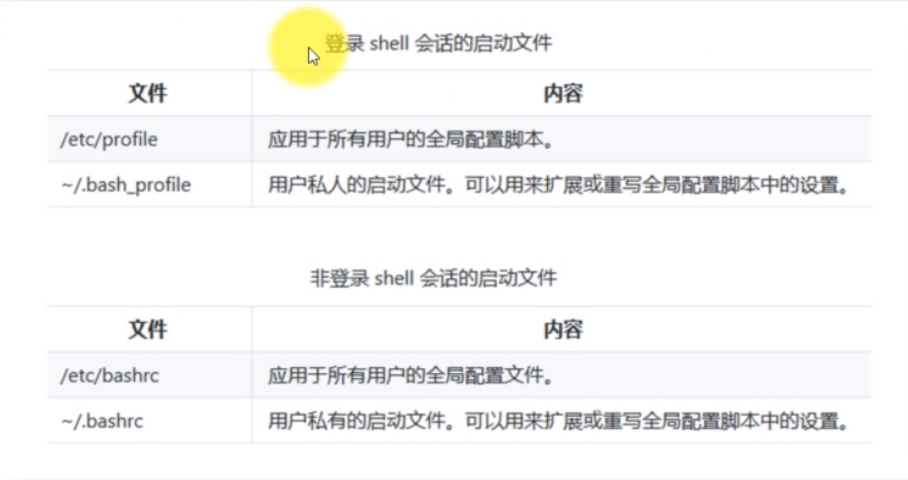 登录 shell 会话的启动文件
文件 内容
/etc/profile 应用于所有用户的全局配置脚本。
~/.bash_profile 用户私人的启动文件。可以用来扩展或重写全局配置脚本中的设置。
非登录 shell 会话的启动文件
文件 内容
/etc/bashrc 应用于所有用户的全局配置文件。
~/.bashrc 用户私有的启动文件。可以用来扩展或重写全局配置脚本中的设置。